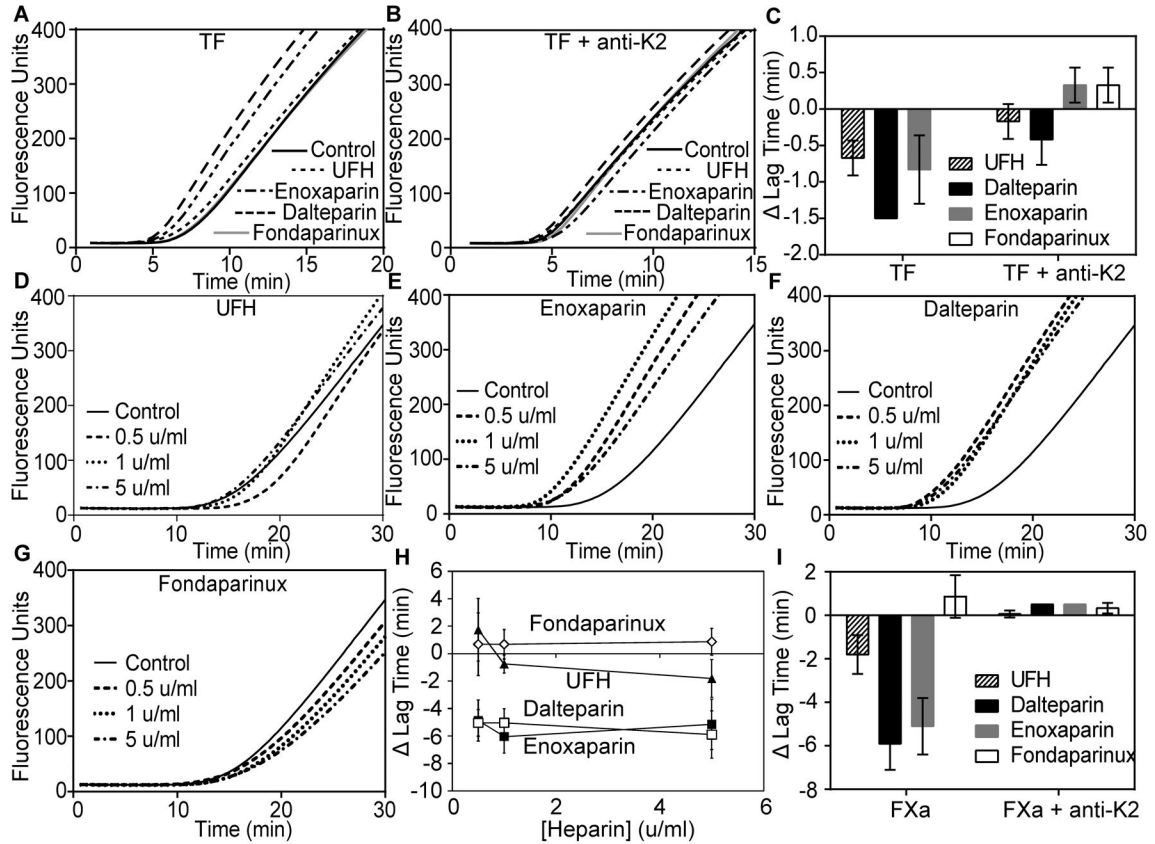 A
TF
Fluorescence Units
400
300
200
100
0
Control
UFH
Enoxaparin
Dalteparin
Fondaparinux
0 5 10 15 20
Time (min)
B
TF + anti-K2
Fluorescence Units
400
300
200
100
0
Control
UFH
Enoxaparin
Dalteparin
Fondaparinux
0 5 10 15
Time (min)
C
Δ Lag Time (min)
1.0
0.5
0.0
-0.5
-1.0
-1.5
-2.0
UFH
Dalteparin
Enoxaparin
Fondaparinux
TF TF + anti-K2
D
UFH
Fluorescence Units
400
300
200
100
0
Control
0.5 u/ml
1 u/ml
5 u/ml
0 10 20 30
Time (min)
E
Enoxaparin
Fluorescence Units
400
300
200
100
0
Control
0.5 u/ml
1 u/ml
5 u/ml
0 10 20 30
Time (min)
F
Dalteparin
Fluorescence Units
400
300
200
100
0
Control
0.5 u/ml
1 u/ml
5 u/ml
0 10 20 30
Time (min)
G
Fondaparinux
Fluorescence Units
400
300
200
100
0
Control
0.5 u/ml
1 u/ml
5 u/ml
0 10 20 30
Time (min)
H
Δ Lag Time (min)
6
4
2
0
-2
-4
-6
-8
-10
Fondaparinux
UFH
Dalteparin
Enoxaparin
0 2 4 6
[Heparin] (u/ml)
I
Δ Lag Time (min)
2
0
-2
-4
-6
-8
UFH
Dalteparin
Enoxaparin
Fondaparinux
FXa FXa + anti-K2